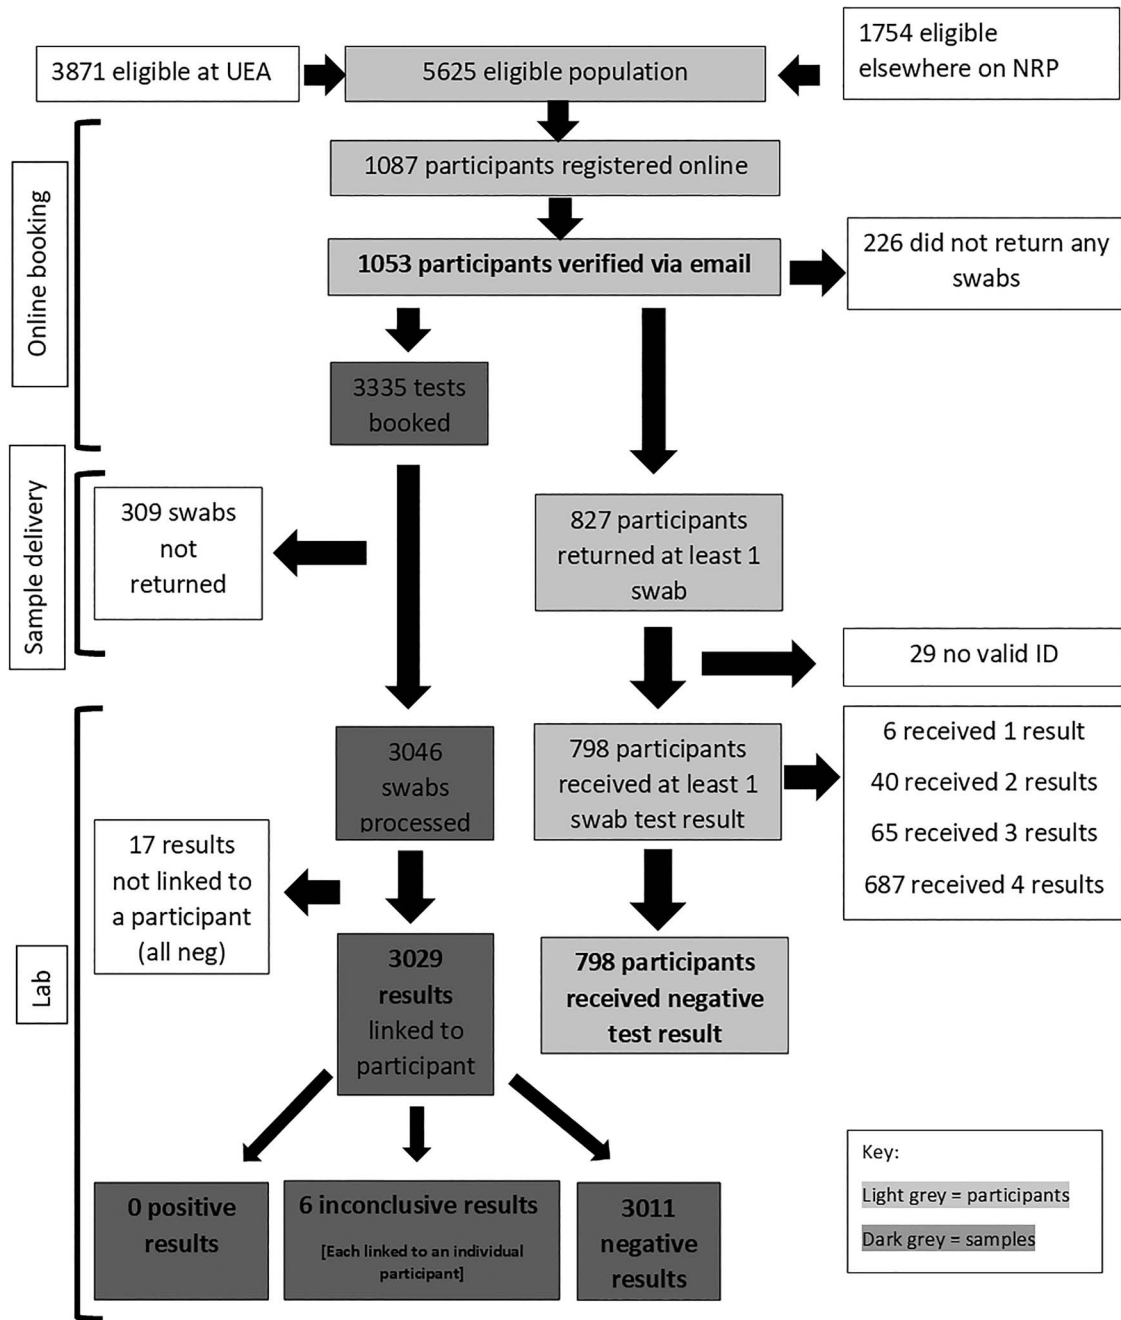 3871 eligible at UEA
5625 eligible population
1754 eligible
elsewhere on NRP
Online booking
1087 participants registered online
1053 participants verified via email
226 did not return any
swabs
3335 tests
booked
Sample delivery
309 swabs
not
returned
827 participants
returned at least 1
swab
29 no valid ID
Lab
3046
swabs
processed
798 participants
received at least 1
swab test result
6 received 1 result
40 received 2 results
65 received 3 results
687 received 4 results
17 results
not linked to
a participant
(all neg)
3029
results
linked to
participant
798 participants
received negative
test result
0 positive
results
6 inconclusive results
[Each linked to an individual
participant]
3011
negative
results
Key:
Light grey = participants
Dark grey = samples